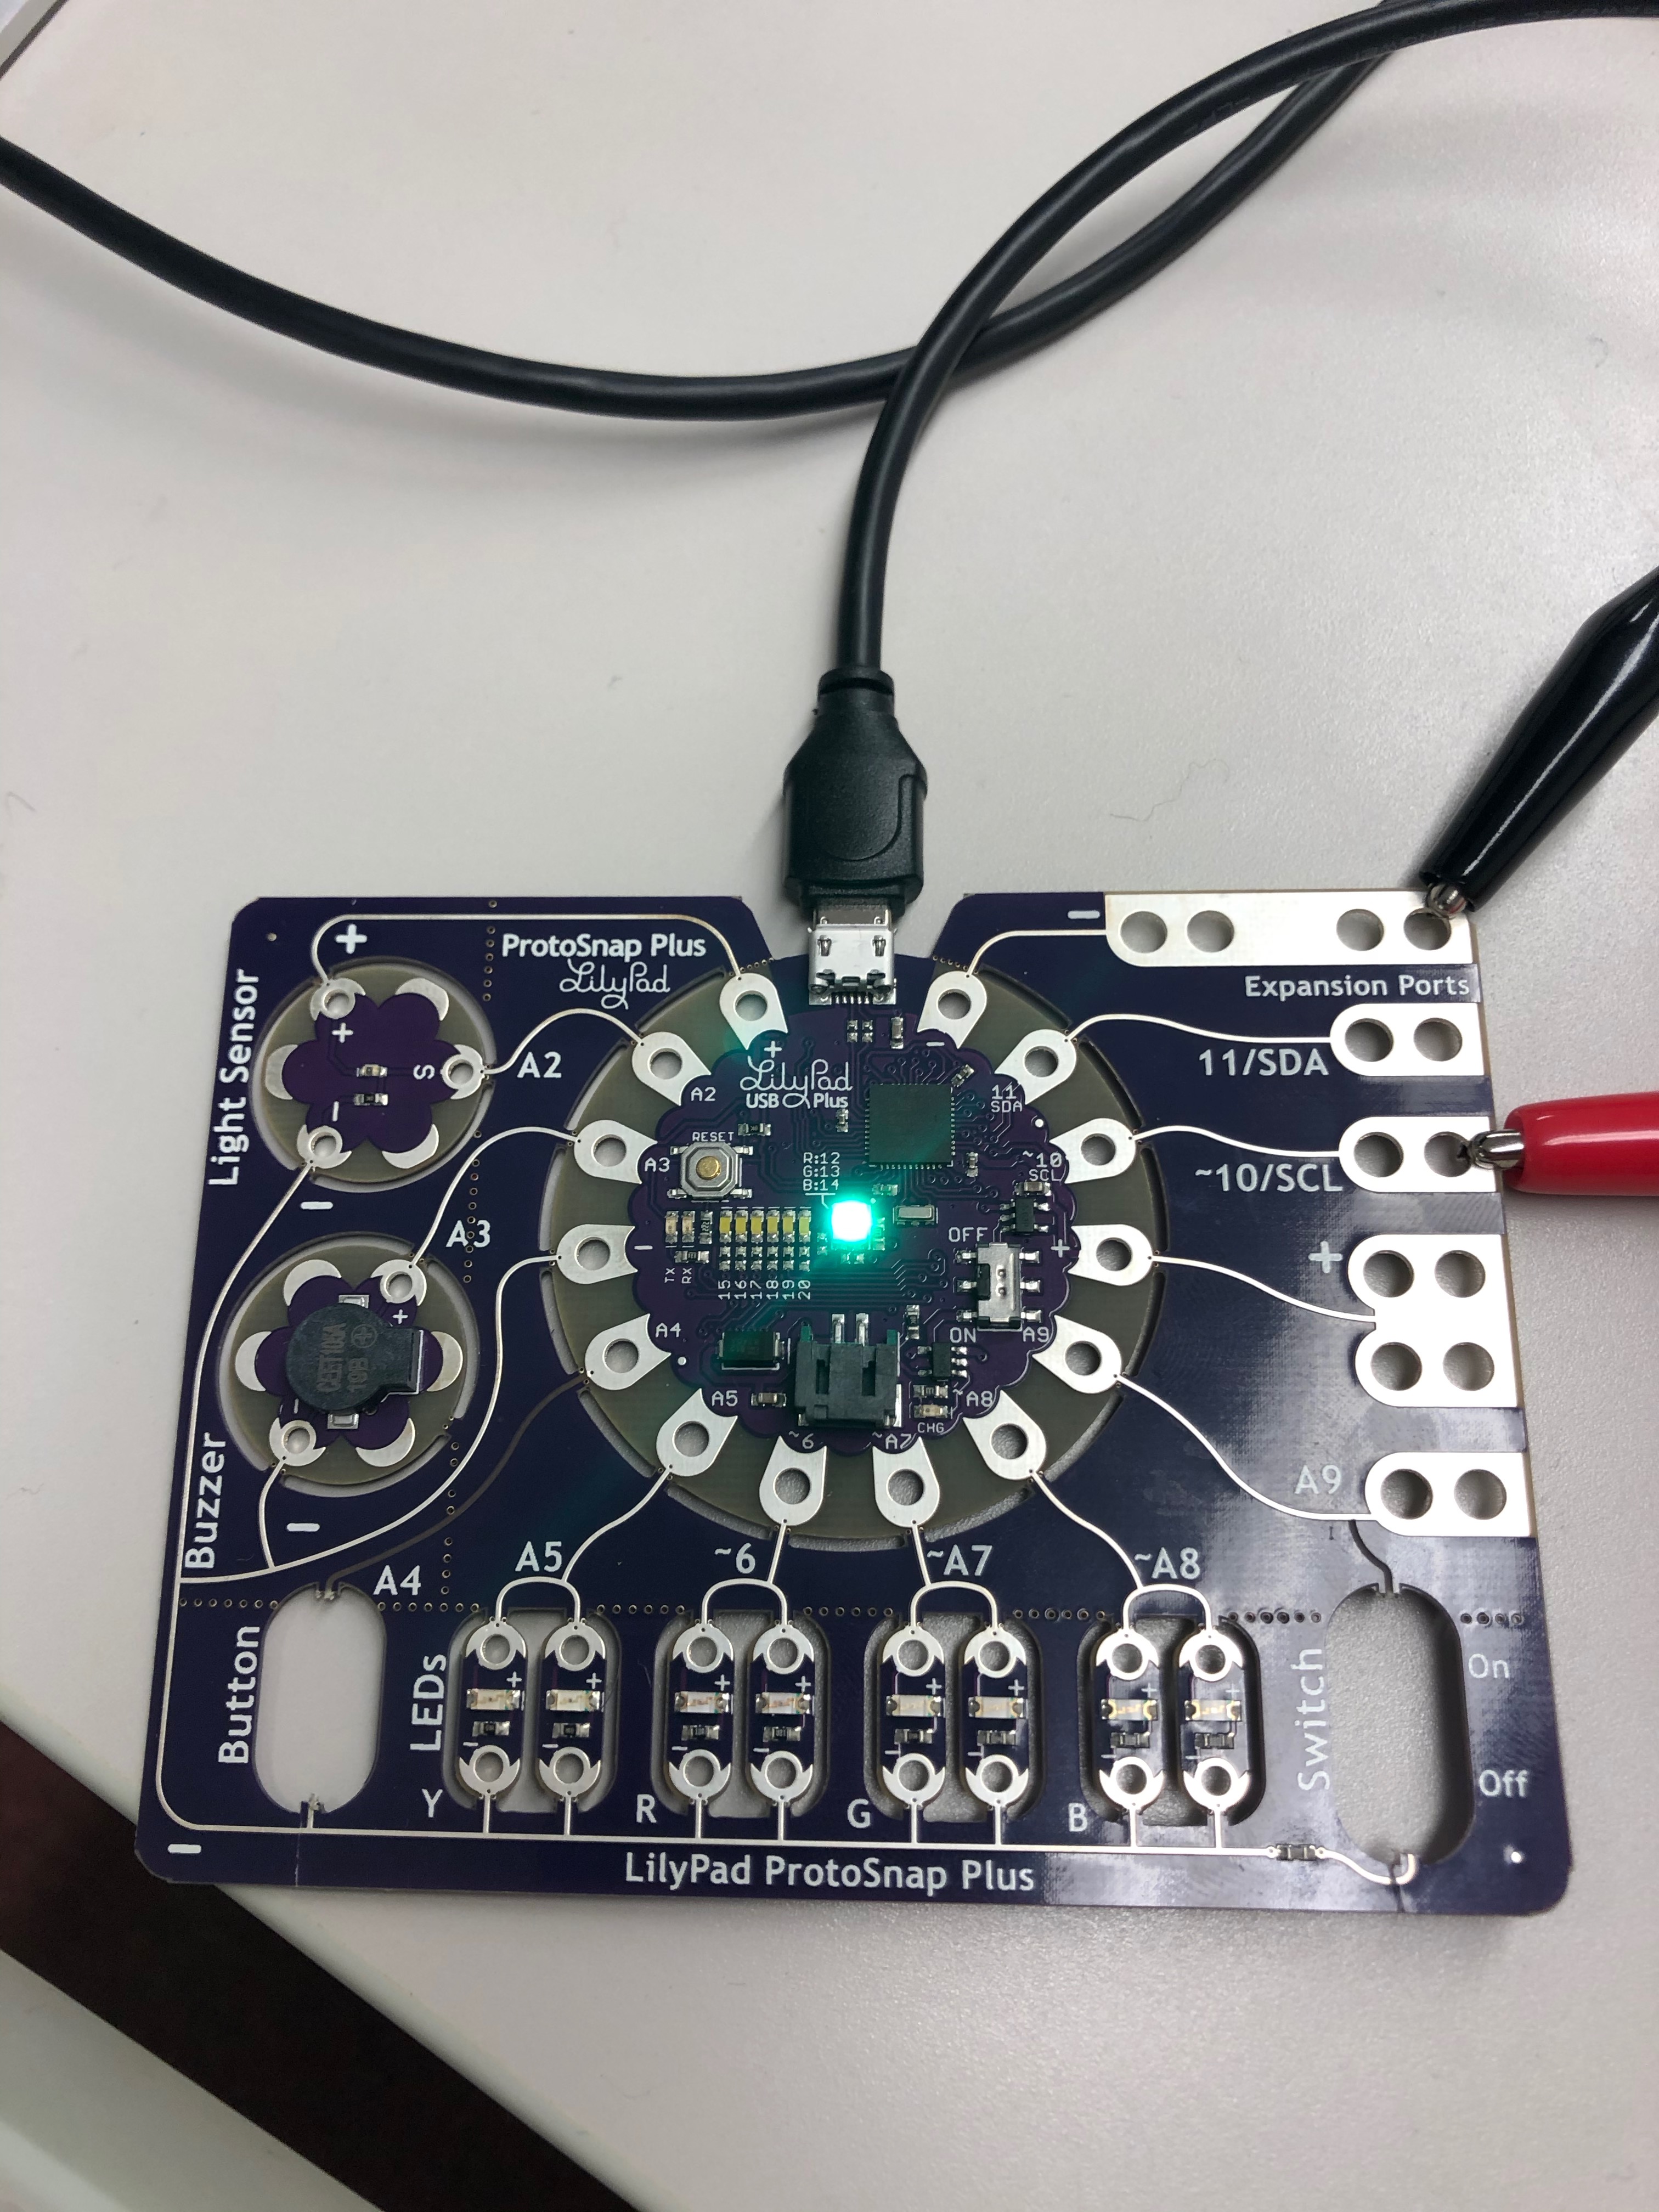 ProtoSnap Plus
LilyPad
Expansion Ports
Light Sensor
+
+
S
−
−
A2
A2
+
−
LilyPad
USB Plus
11
SDA
11/SDA
RESET
A3
A3
R:12
G:13
B:14
~10
SCL
~10/SCL
−
OFF
+
+
TX
RX
15
16
17
18
19
20
ON
A4
A9
A9
A5
~6
~A7
~A8
CHG
Buzzer
+
−
−
A4
A5
~6
~A7
~A8
Button
LEDs
Y
R
G
B
Switch
On
Off
−
LilyPad ProtoSnap Plus